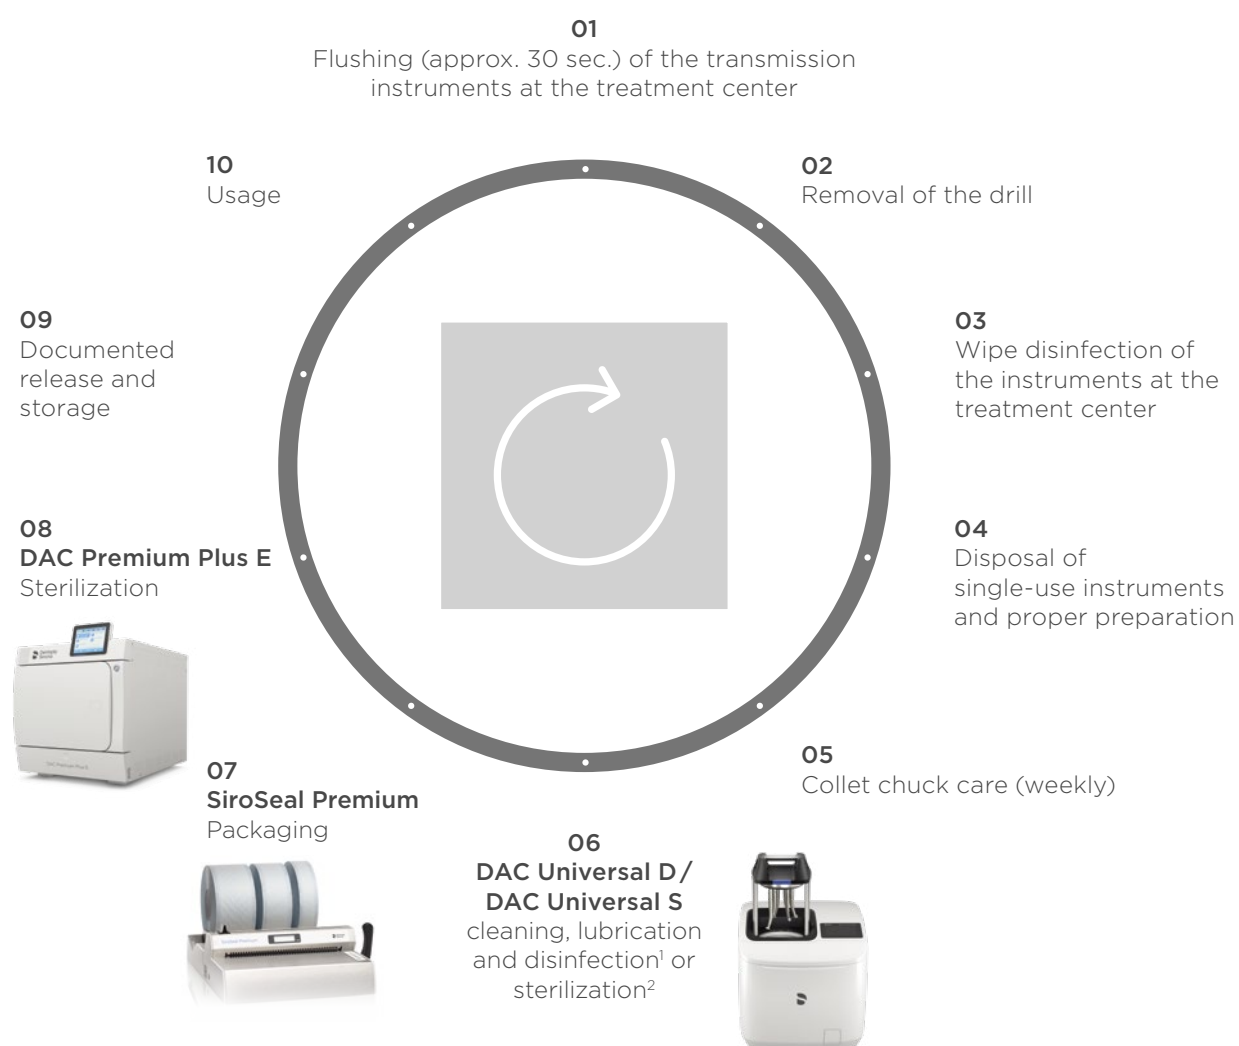 01
Flushing (approx. 30 sec.) of the transmission
instruments at the treatment center
02
Removal of the drill
03
Wipe disinfection of
the instruments at the
treatment center
04
Disposal of
single-use instruments
and proper preparation
05
Collet chuck care (weekly)
06
DAC Universal D /
DAC Universal S
cleaning, lubrication
and disinfection¹ or
sterilization²
07
SiroSeal Premium
Packaging
08
DAC Premium Plus E
Sterilization
09
Documented
release and
storage
10
Usage